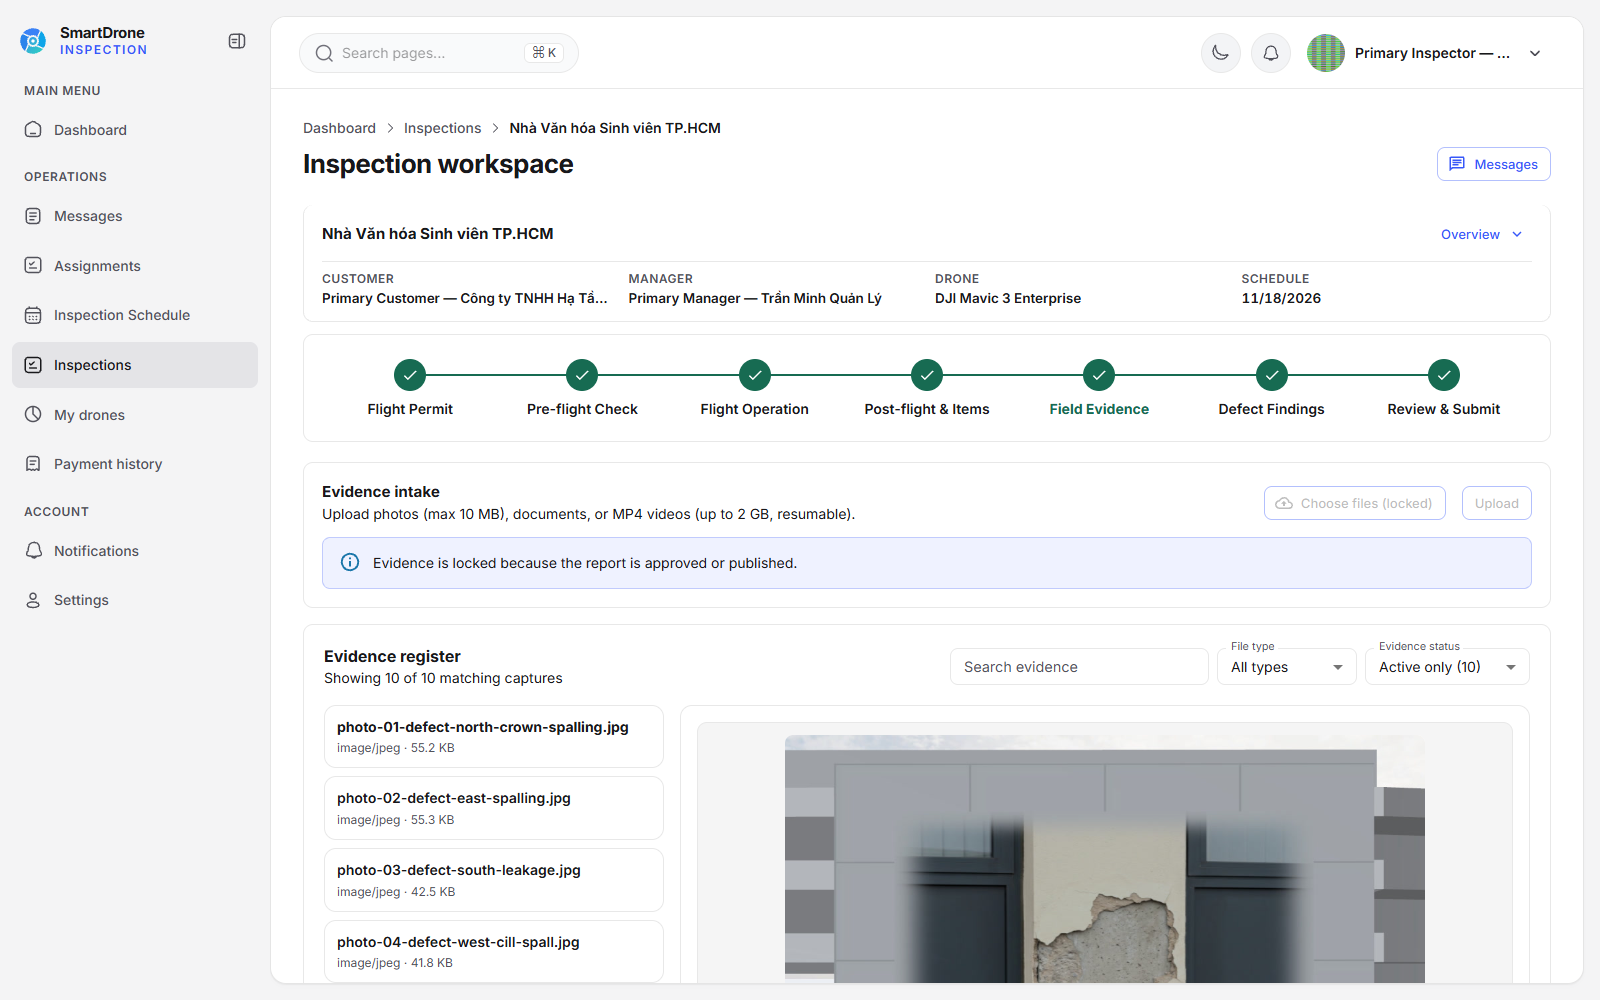 SmartDrone
INSPECTION
MAIN MENU
Dashboard
OPERATIONS
Messages
Assignments
Inspection Schedule
Inspections
My drones
Payment history
ACCOUNT
Notifications
Settings
Search pages...
⌘ K
Primary Inspector — ...
Dashboard > Inspections > Nhà Văn hóa Sinh viên TP.HCM
Inspection workspace
Messages
Nhà Văn hóa Sinh viên TP.HCM
Overview
CUSTOMER
Primary Customer — Công ty TNHH Hạ Tầ...
MANAGER
Primary Manager — Trần Minh Quản Lý
DRONE
DJI Mavic 3 Enterprise
SCHEDULE
11/18/2026
Flight Permit
Pre-flight Check
Flight Operation
Post-flight & Items
Field Evidence
Defect Findings
Review & Submit
Evidence intake
Upload photos (max 10 MB), documents, or MP4 videos (up to 2 GB, resumable).
Choose files (locked)
Upload
Evidence is locked because the report is approved or published.
Evidence register
Showing 10 of 10 matching captures
Search evidence
File type
All types
Evidence status
Active only (10)
photo-01-defect-north-crown-spalling.jpg
image/jpeg · 55.2 KB
photo-02-defect-east-spalling.jpg
image/jpeg · 55.3 KB
photo-03-defect-south-leakage.jpg
image/jpeg · 42.5 KB
photo-04-defect-west-cill-spall.jpg
image/jpeg · 41.8 KB